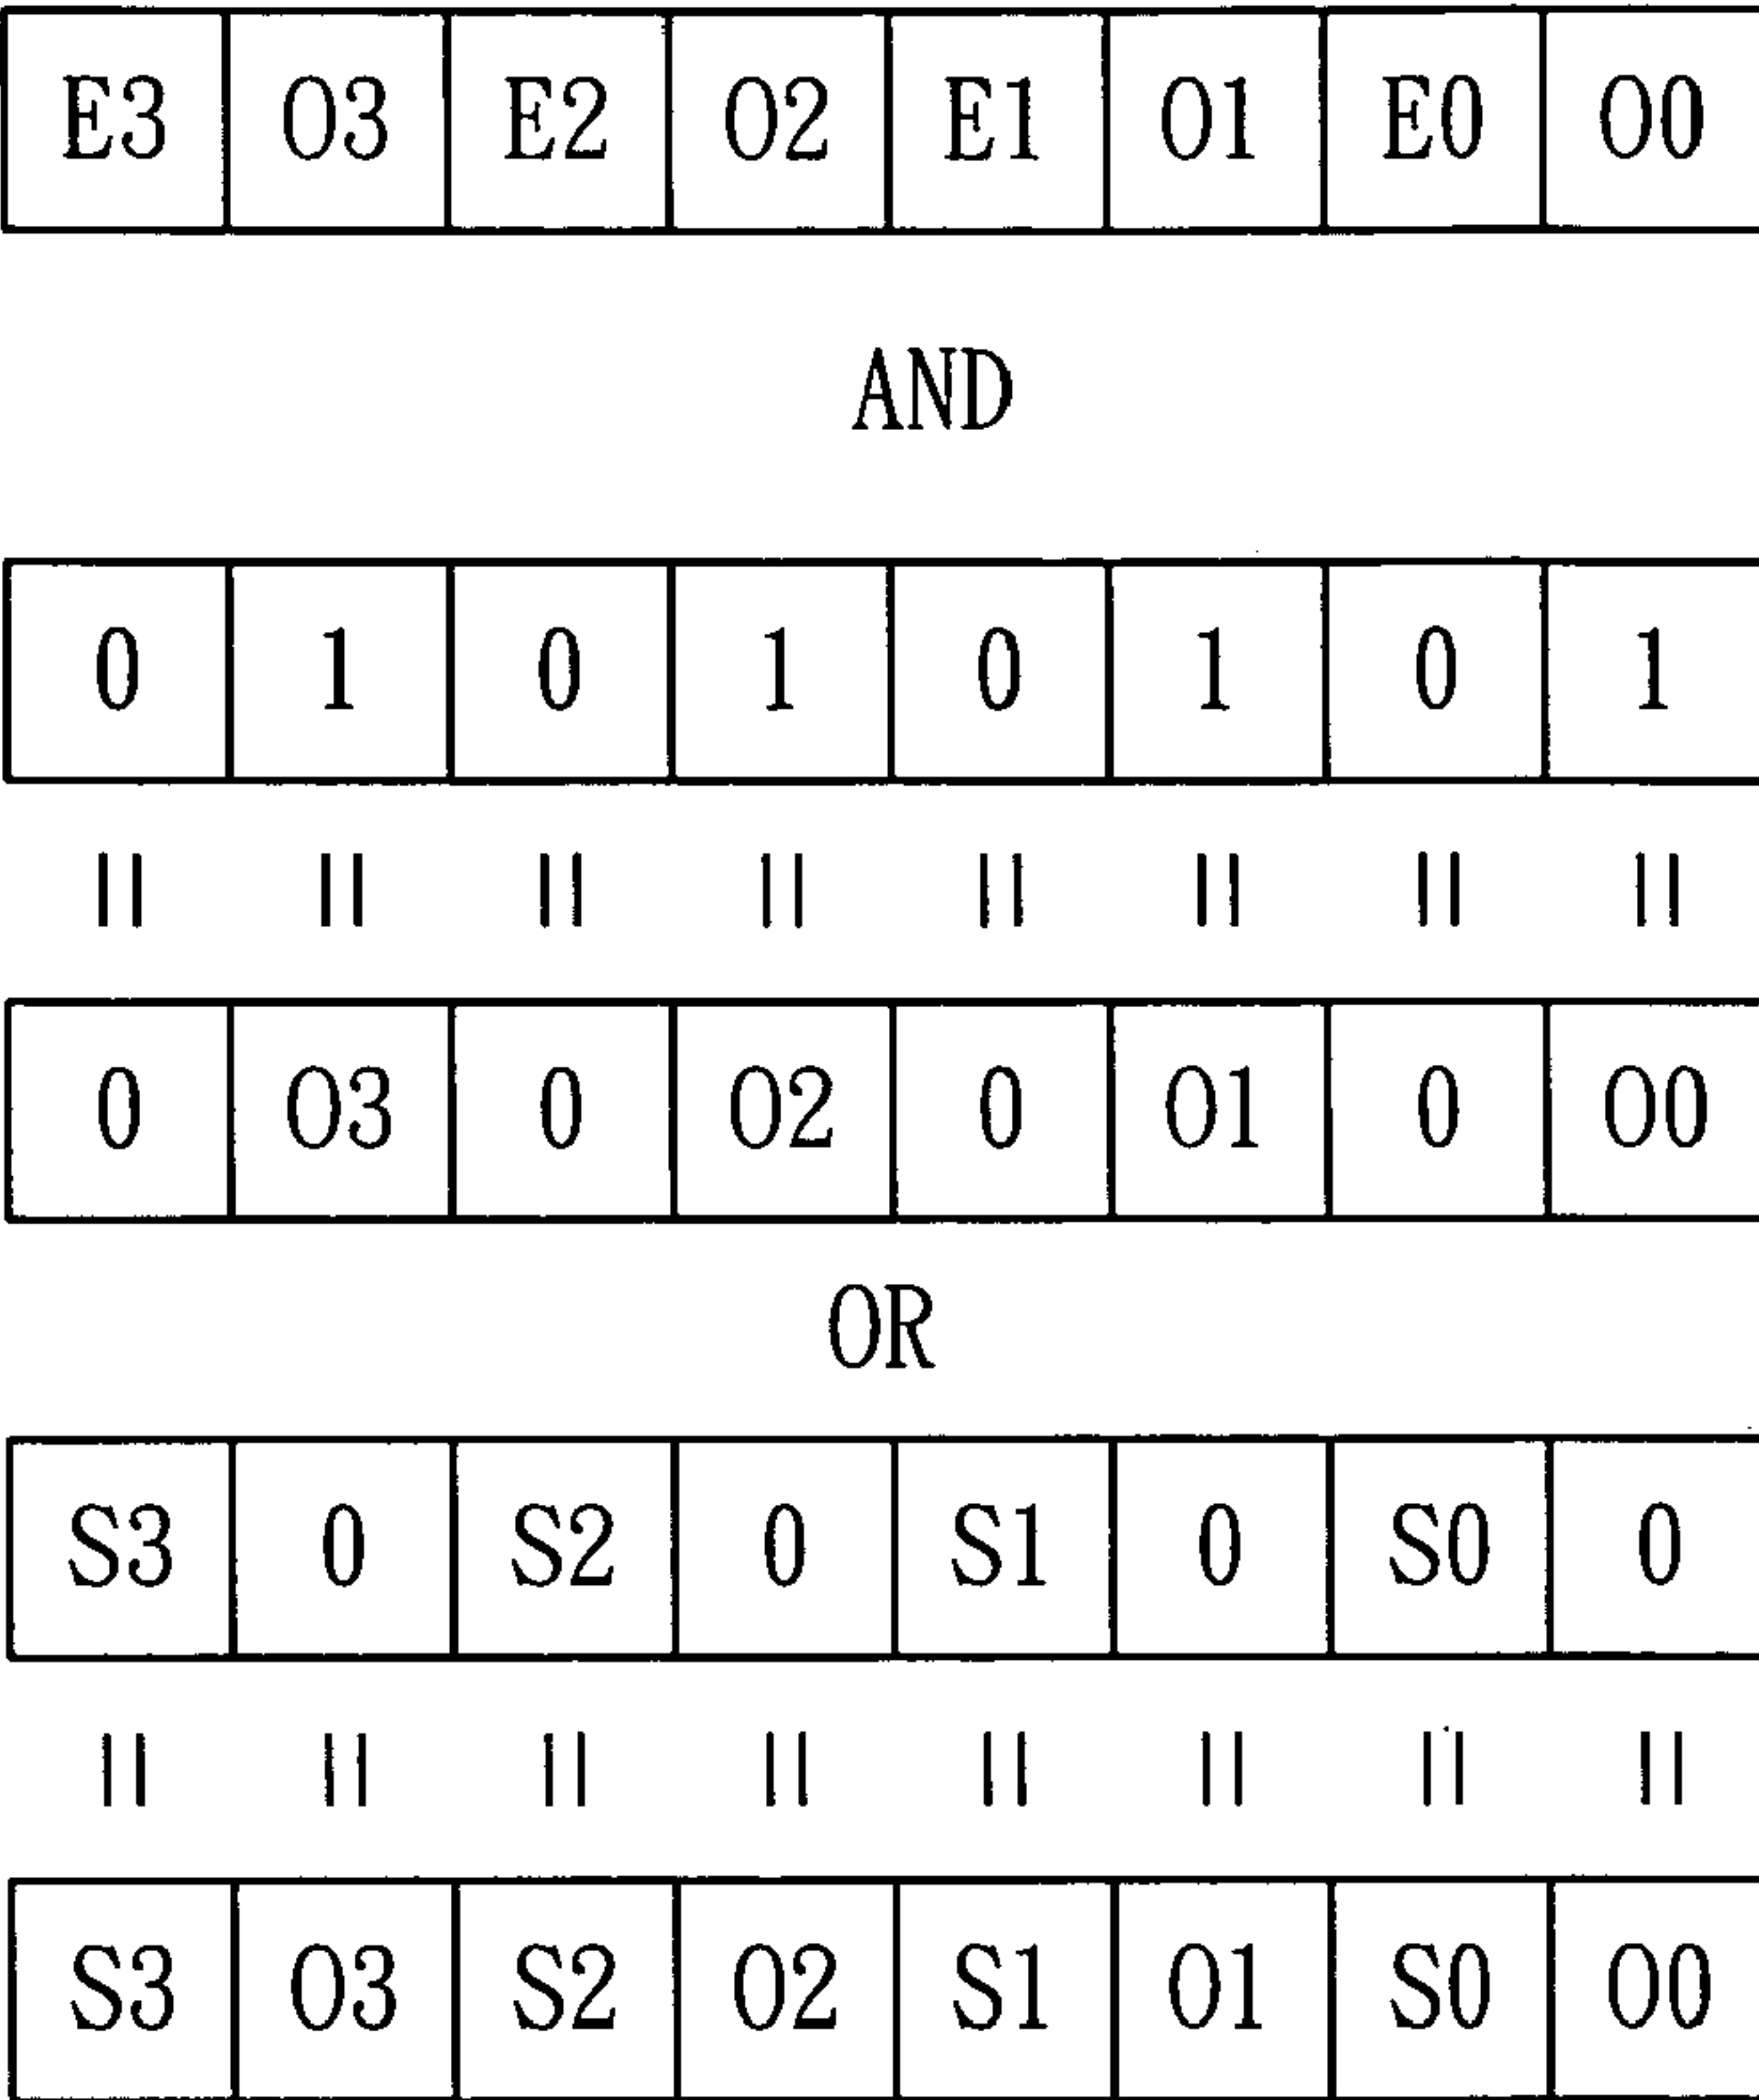 E3 O3 E2 O2 E1 O1 E0 O0
AND
0 1 0 1 0 1 0 1
|| || || || || || || ||
0 O3 0 O2 0 O1 0 O0
OR
S3 0 S2 0 S1 0 S0 0
|| || || || || || || ||
S3 O3 S2 O2 S1 O1 S0 O0